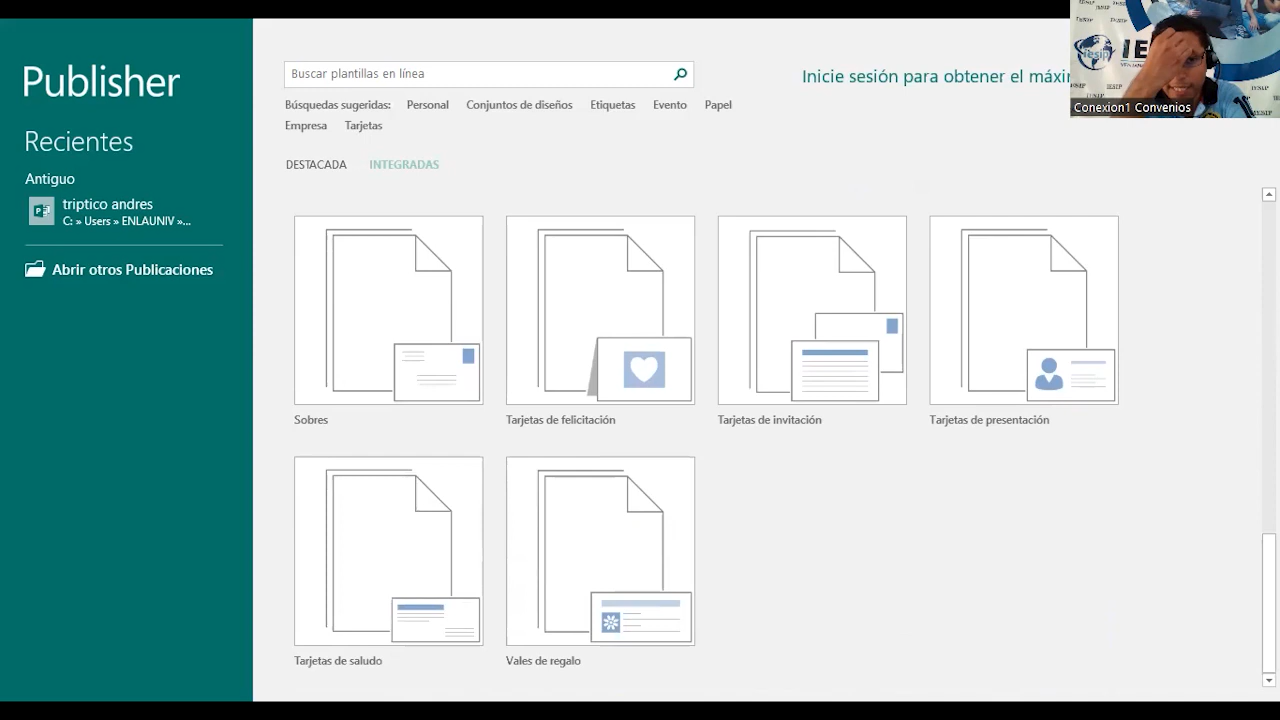 Publisher
Recientes
Antiguo
triptico andres
C: » Users » ENLAUNIV »...
Abrir otros Publicaciones
Buscar plantillas en línea
Búsquedas sugeridas: Personal Conjuntos de diseños Etiquetas Evento Papel
Empresa Tarjetas
DESTACADA INTEGRADAS
Inicie sesión para obtener el máxi
iesip
IE
Conexion1 Convenios
Sobres
Tarjetas de felicitación
Tarjetas de invitación
Tarjetas de presentación
Tarjetas de saludo
Vales de regalo